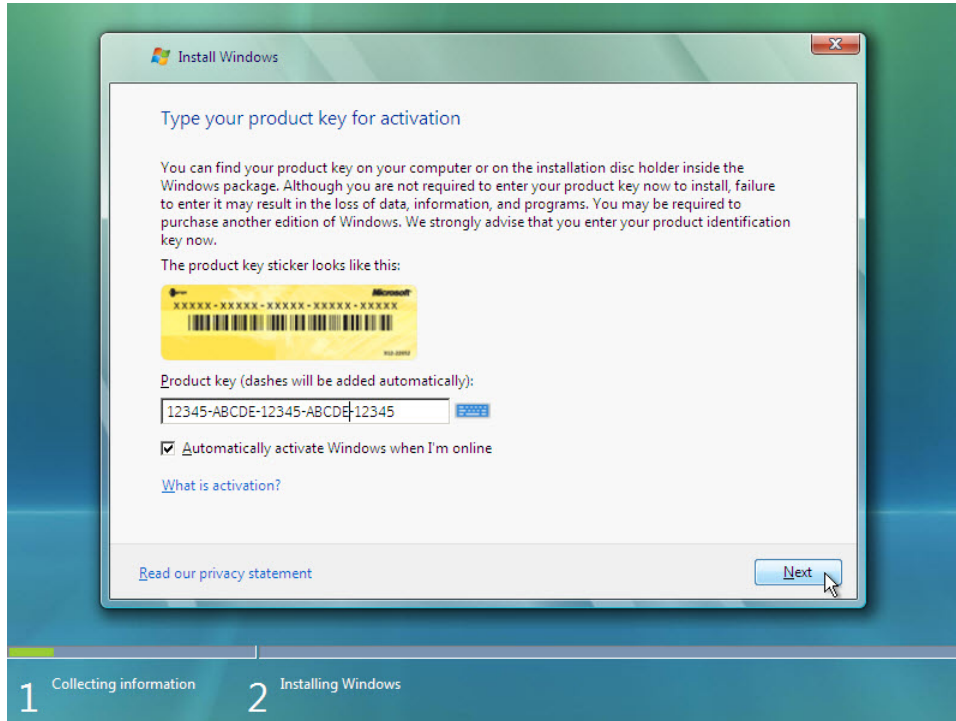 Install Windows
Type your product key for activation
You can find your product key on your computer or on the installation disc holder inside the
Windows package. Although you are not required to enter your product key now to install, failure
to enter it may result in the loss of data, information, and programs. You may be required to
purchase another edition of Windows. We strongly advise that you enter your product identification
key now.
The product key sticker looks like this:
Microsoft
XXXXX-XXXXX-XXXXX-XXXXX-XXXXX
Product key (dashes will be added automatically):
12345-ABCDE-12345-ABCDE-12345
Automatically activate Windows when I'm online
What is activation?
Read our privacy statement
Next
1 Collecting information
2 Installing Windows